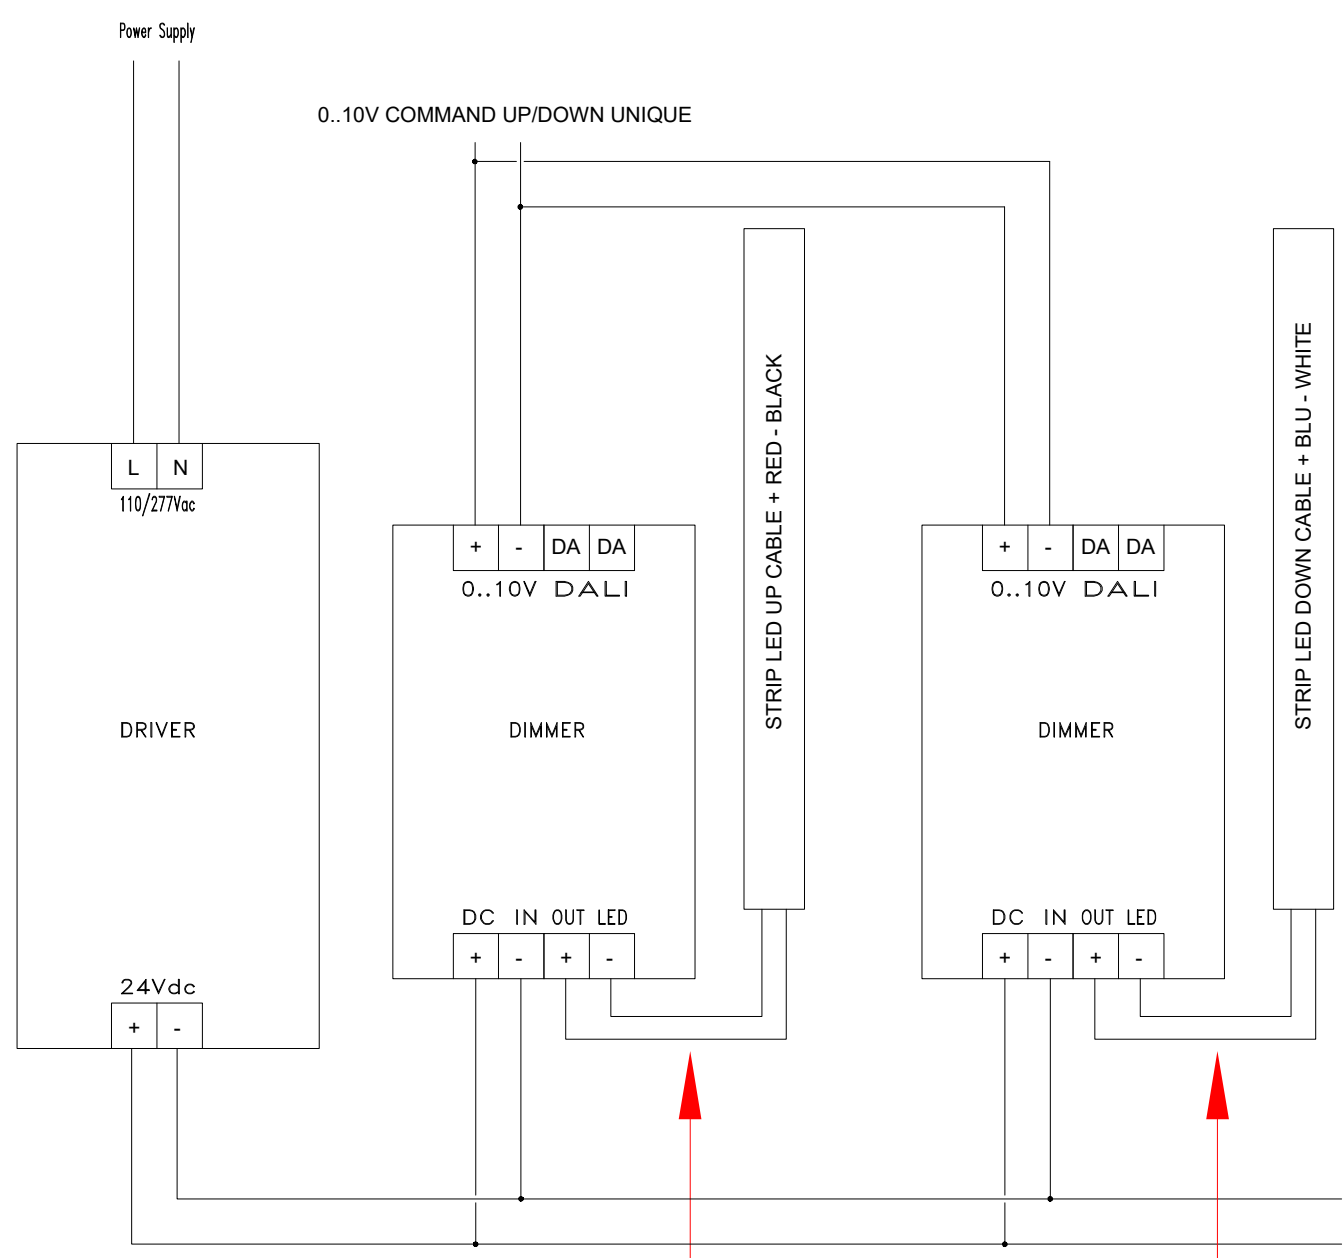 Power Supply
0..10V COMMAND UP/DOWN UNIQUE
L N
110/277Vac
DRIVER
24Vdc
+ -
+ - DA DA
0..10V DALI
DIMMER
DC IN OUT LED
+ - + -
STRIP LED UP CABLE + RED - BLACK
+ - DA DA
0..10V DALI
DIMMER
DC IN OUT LED
+ - + -
STRIP LED DOWN CABLE + BLU - WHITE